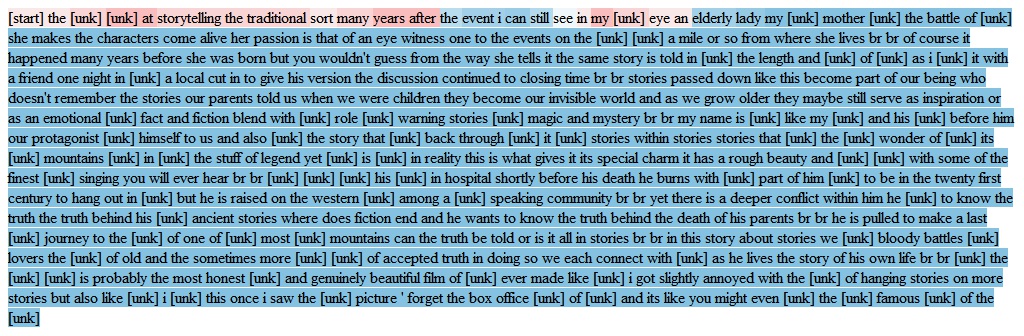 [start] the [unk] [unk] at storytelling the traditional sort many years after the event i can still see in my [unk] eye an elderly lady my [unk] mother [unk] the battle of [unk]
she makes the characters come alive her passion is that of an eye witness one to the events on the [unk] [unk] a mile or so from where she lives br br of course it
happened many years before she was born but you wouldn't guess from the way she tells it the same story is told in [unk] the length and [unk] of [unk] as i [unk] it with
a friend one night in [unk] a local cut in to give his version the discussion continued to closing time br br stories passed down like this become part of our being who
doesn't remember the stories our parents told us when we were children they become our invisible world and as we grow older they maybe still serve as inspiration or
as an emotional [unk] fact and fiction blend with [unk] role [unk] warning stories [unk] magic and mystery br br my name is [unk] like my [unk] and his [unk] before him
our protagonist [unk] himself to us and also [unk] the story that [unk] back through [unk] it [unk] stories within stories stories that [unk] the [unk] wonder of [unk] its
[unk] mountains [unk] in [unk] the stuff of legend yet [unk] is [unk] in reality this is what gives it its special charm it has a rough beauty and [unk] [unk] with some of the
finest [unk] singing you will ever hear br br [unk] [unk] [unk] his [unk] in hospital shortly before his death he burns with [unk] part of him [unk] to be in the twenty first
century to hang out in [unk] but he is raised on the western [unk] among a [unk] speaking community br br yet there is a deeper conflict within him he [unk] to know the
truth the truth behind his [unk] ancient stories where does fiction end and he wants to know the truth behind the death of his parents br br he is pulled to make a last
[unk] journey to the [unk] of one of [unk] most [unk] mountains can the truth be told or is it all in stories br br in this story about stories we [unk] bloody battles [unk]
lovers the [unk] of old and the sometimes more [unk] [unk] of accepted truth in doing so we each connect with [unk] as he lives the story of his own life br br [unk] the
[unk] [unk] is probably the most honest [unk] and genuinely beautiful film of [unk] ever made like [unk] i got slightly annoyed with the [unk] of hanging stories on more
stories but also like [unk] i [unk] this once i saw the [unk] picture ' forget the box office [unk] of [unk] and its like you might even [unk] the [unk] famous [unk] of the
[unk]